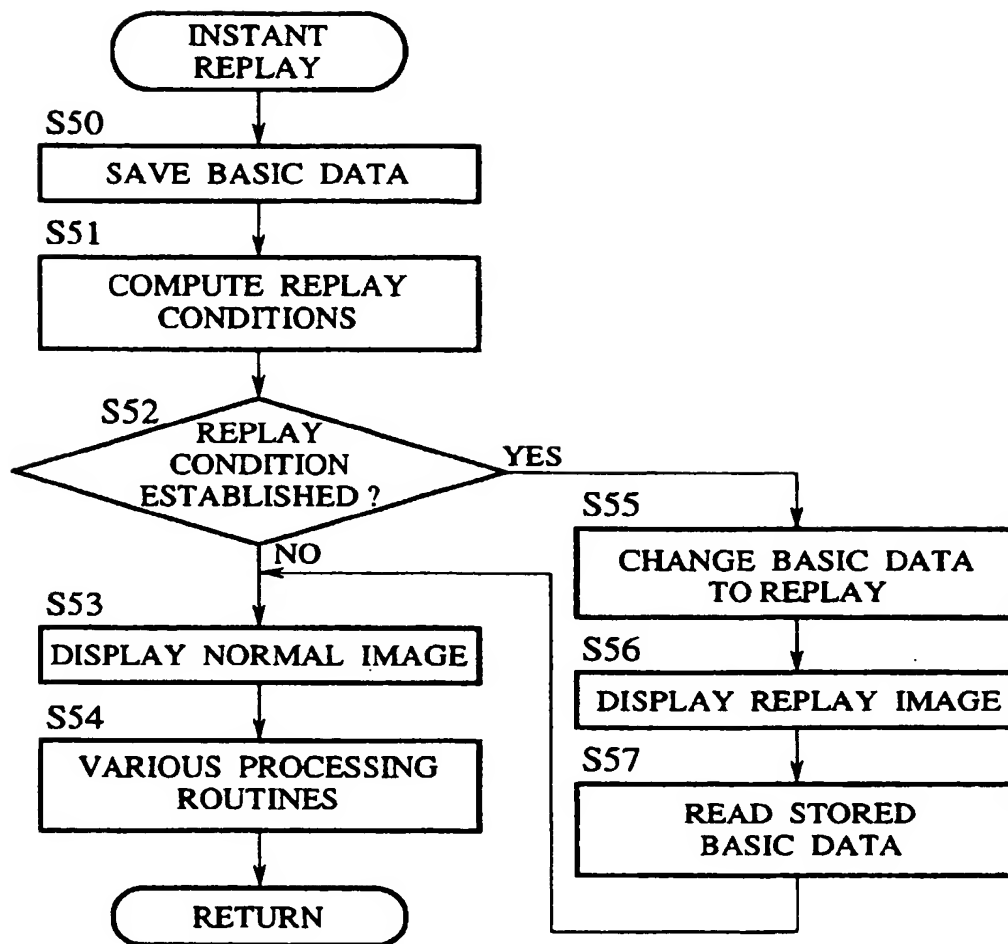 INSTANT
REPLAY
S50
SAVE BASIC DATA
S51
COMPUTE REPLAY
CONDITIONS
S52
REPLAY
CONDITION
ESTABLISHED ?
YES
NO
S53
DISPLAY NORMAL IMAGE
S54
VARIOUS PROCESSING
ROUTINES
RETURN
S55
CHANGE BASIC DATA
TO REPLAY
S56
DISPLAY REPLAY IMAGE
S57
READ STORED
BASIC DATA